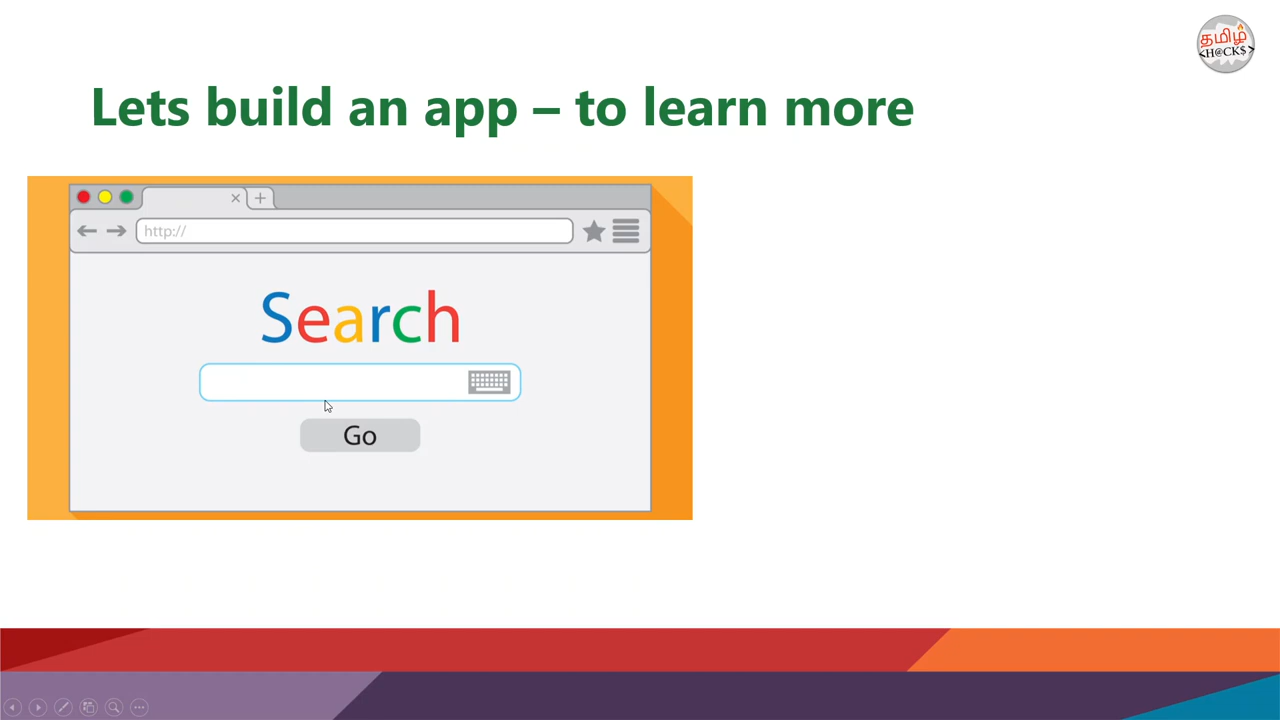 தமிழ்
<H@CK$>
Lets build an app – to learn more
http://
Search
Go